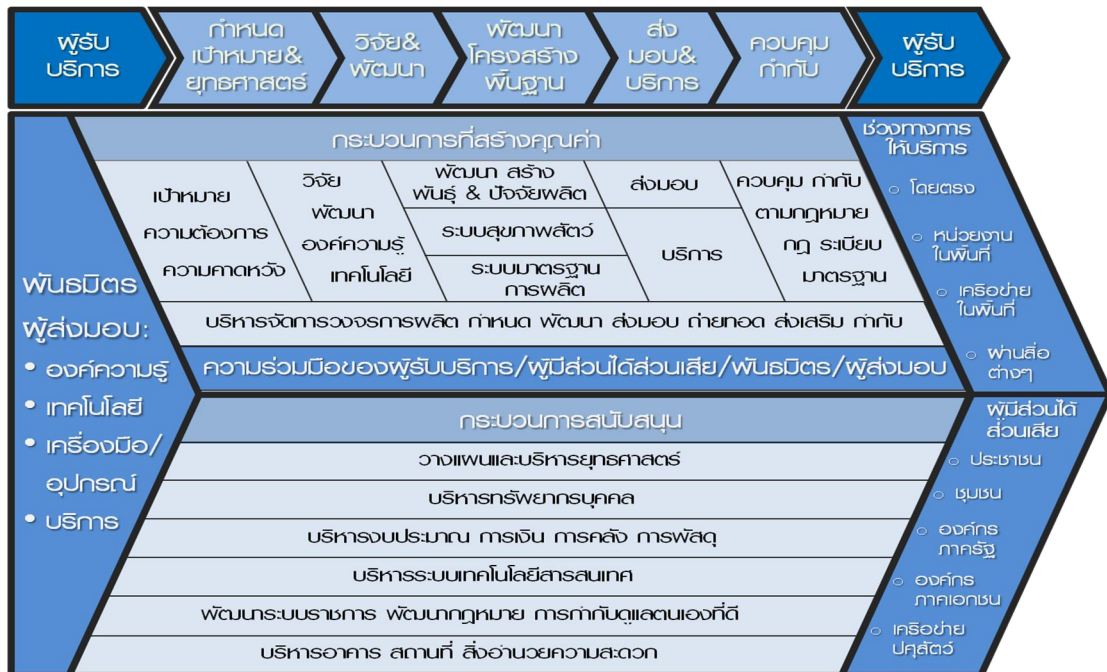 ผู้รับ
บริการ
กำหนด
เป้าหมาย&
ยุทธศาสตร์
วิจัย&
พัฒนา
พัฒนา
โครงสร้าง
พื้นฐาน
ส่ง
มอบ&
บริการ
ควบคุม
กำกับ
ผู้รับ
บริการ
พันธมิตร
ผู้ส่งมอบ:
• องค์ความรู้
• เทคโนโลยี
• เครื่องมือ/
อุปกรณ์
• บริการ
กระบวนการที่สร้างคุณค่า
เป้าหมาย
ความต้องการ
ความคาดหวัง
วิจัย
พัฒนา
องค์ความรู้
เทคโนโลยี
พัฒนา สร้าง
พันธุ์ & ปัจจัยผลิต
ระบบสุขภาพสัตว์
ระบบมาตรฐาน
การผลิต
ส่งมอบ
บริการ
ควบคุม กำกับ
ตามกฎหมาย
กฎ ระเบียบ
มาตรฐาน
บริหารจัดการวงจรการผลิต กำหนด พัฒนา ส่งมอบ ถ่ายทอด ส่งเสริม กำกับ
ความร่วมมือของผู้รับบริการ/ผู้มีส่วนได้ส่วนเสีย/พันธมิตร/ผู้ส่งมอบ
ช่องทางการ
ให้บริการ
○ โดยตรง
○ หน่วยงาน
ในพื้นที่
○ เครือข่าย
ในพื้นที่
○ ผ่านสื่อ
ต่างๆ
กระบวนการสนับสนุน
วางแผนและบริหารยุทธศาสตร์
บริหารทรัพยากรบุคคล
บริหารงบประมาณ การเงิน การคลัง การพัสดุ
บริหารระบบเทคโนโลยีสารสนเทศ
พัฒนาระบบราชการ พัฒนากฎหมาย การกำกับดูแลตนเองที่ดี
บริหารอาคาร สถานที่ สิ่งอำนวยความสะดวก
ผู้มีส่วนได้
ส่วนเสีย
○ ประชาชน
○ ชุมชน
○ องค์กร
ภาครัฐ
○ องค์กร
ภาคเอกชน
○ เครือข่าย
ปศุสัตว์